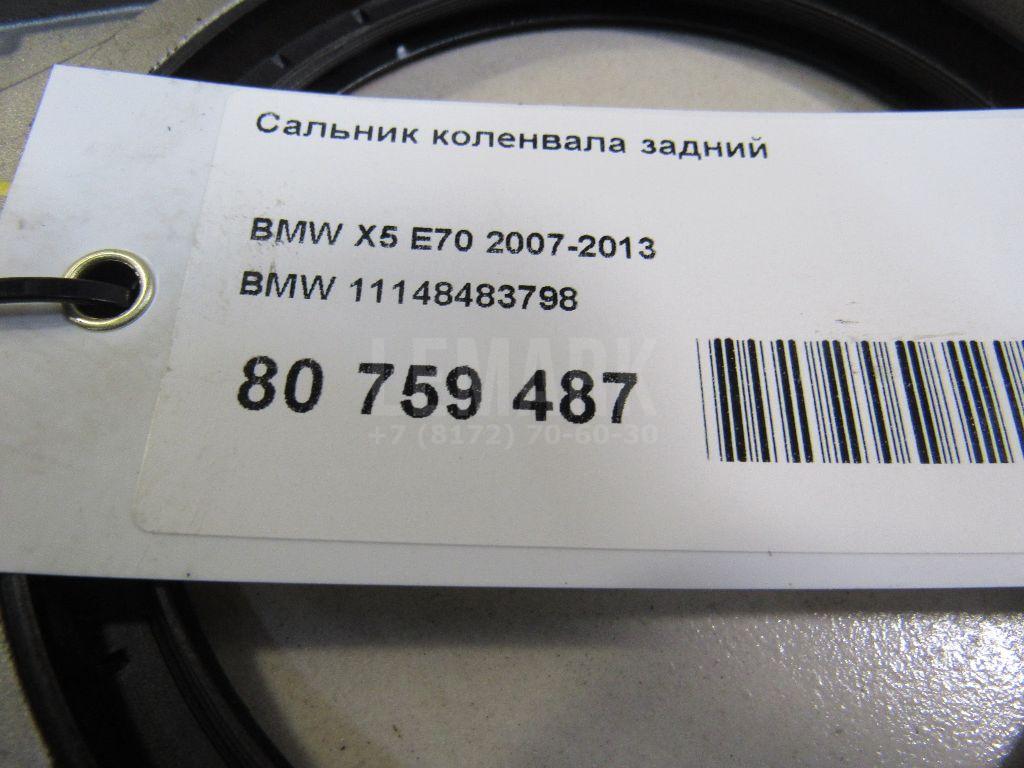 Сальник коленвала задний
BMW X5 E70 2007-2013
BMW 11148483798
80 759 487
LEMARK
+7 (8172) 70-60-30